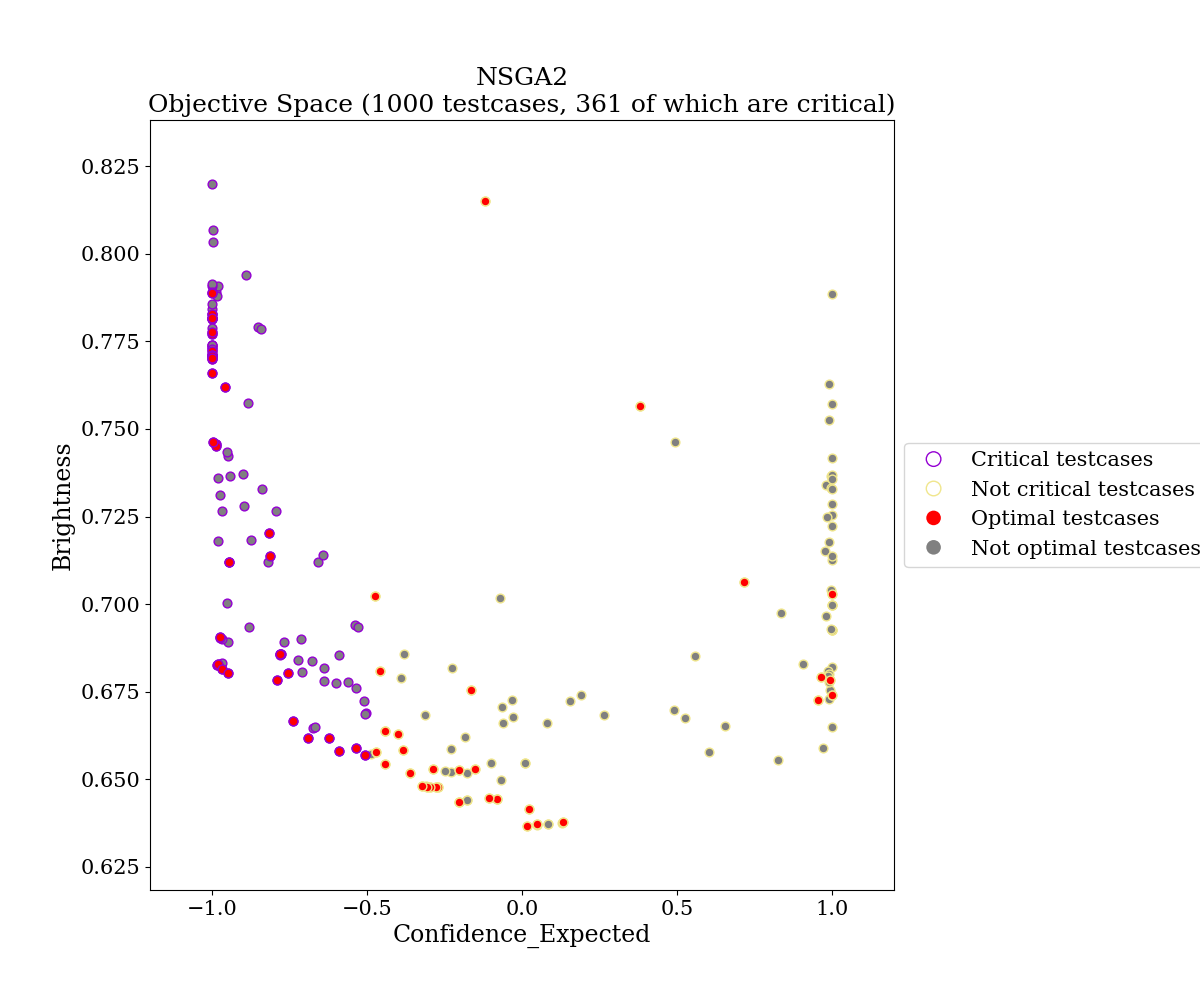 NSGA2
Objective Space (1000 testcases, 361 of which are critical)
0.825
0.800
0.775
0.750
0.725
0.700
0.675
0.650
0.625
Brightness
−1.0
−0.5
0.0
0.5
1.0
Confidence_Expected
Critical testcases
Not critical testcases
Optimal testcases
Not optimal testcases